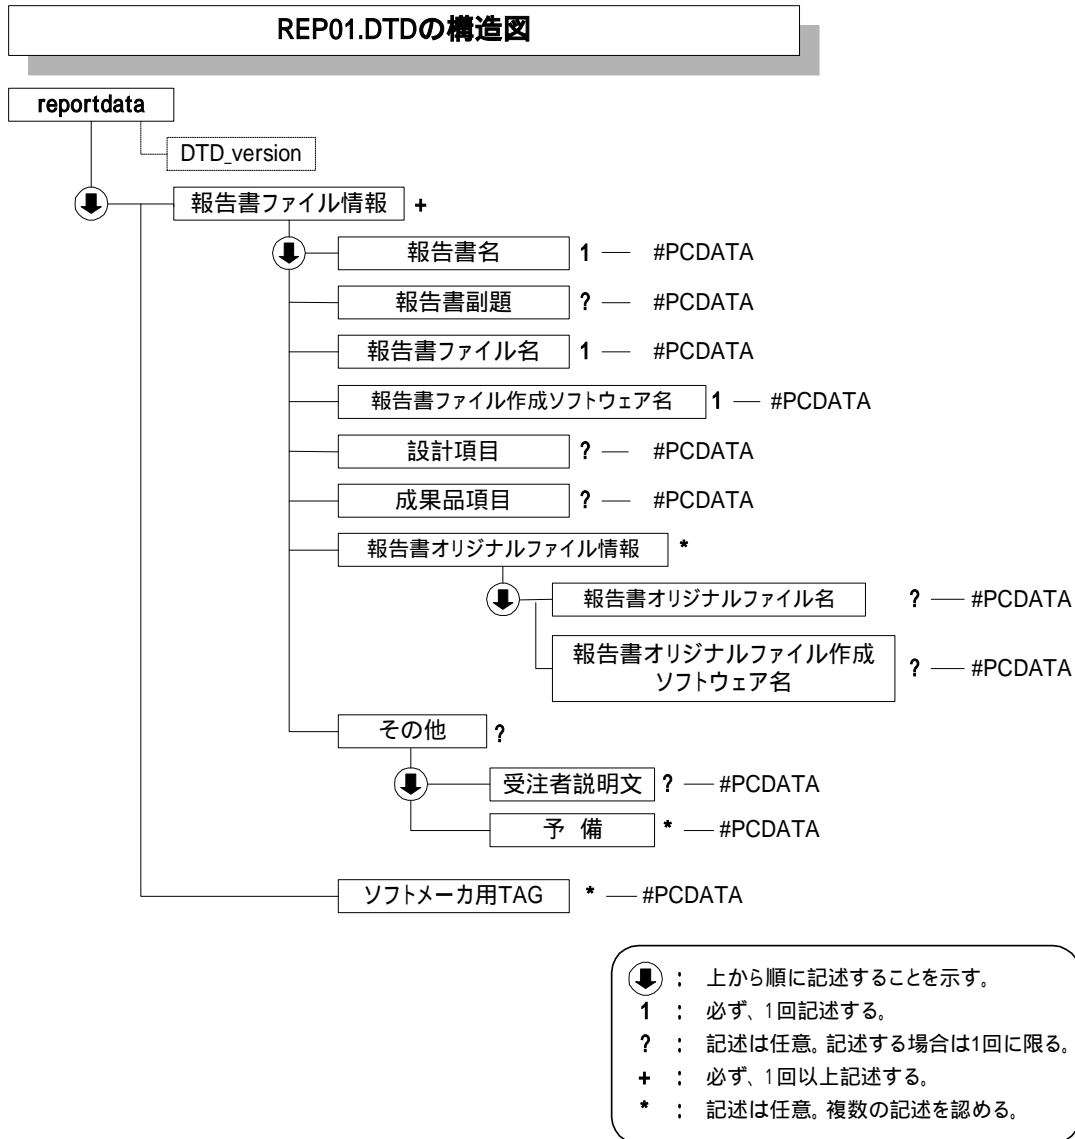 REP01.DTDの構造図
reportdata
DTD_version
報告書ファイル情報 +
報告書名 1 #PCDATA
報告書副題 ? #PCDATA
報告書ファイル名 1 #PCDATA
報告書ファイル作成ソフトウェア名 1 #PCDATA
設計項目 ? #PCDATA
成果品項目 ? #PCDATA
報告書オリジナルファイル情報 *
報告書オリジナルファイル名 ? #PCDATA
報告書オリジナルファイル作成
ソフトウェア名 ? #PCDATA
その他 ?
受注者説明文 ? #PCDATA
予 備 * #PCDATA
ソフトメーカ用TAG * #PCDATA
: 上から順に記述することを示す。
1 : 必ず、1回記述する。
? : 記述は任意。記述する場合は1回に限る。
+ : 必ず、1回以上記述する。
* : 記述は任意。複数の記述を認める。